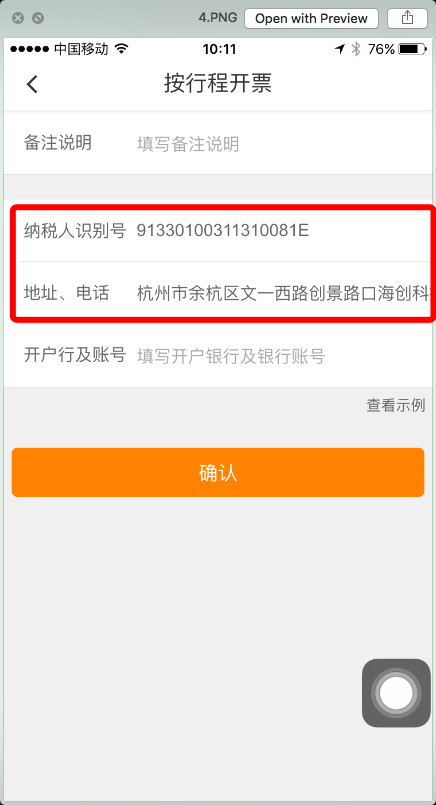 4.PNG
Open with Preview
中国移动
10:11
76%
按行程开票
备注说明 填写备注说明
纳税人识别号 91330100311310081E
地址、电话 杭州市余杭区文一西路创景路口海创科
开户行及账号 填写开户银行及银行账号
查看示例
确认